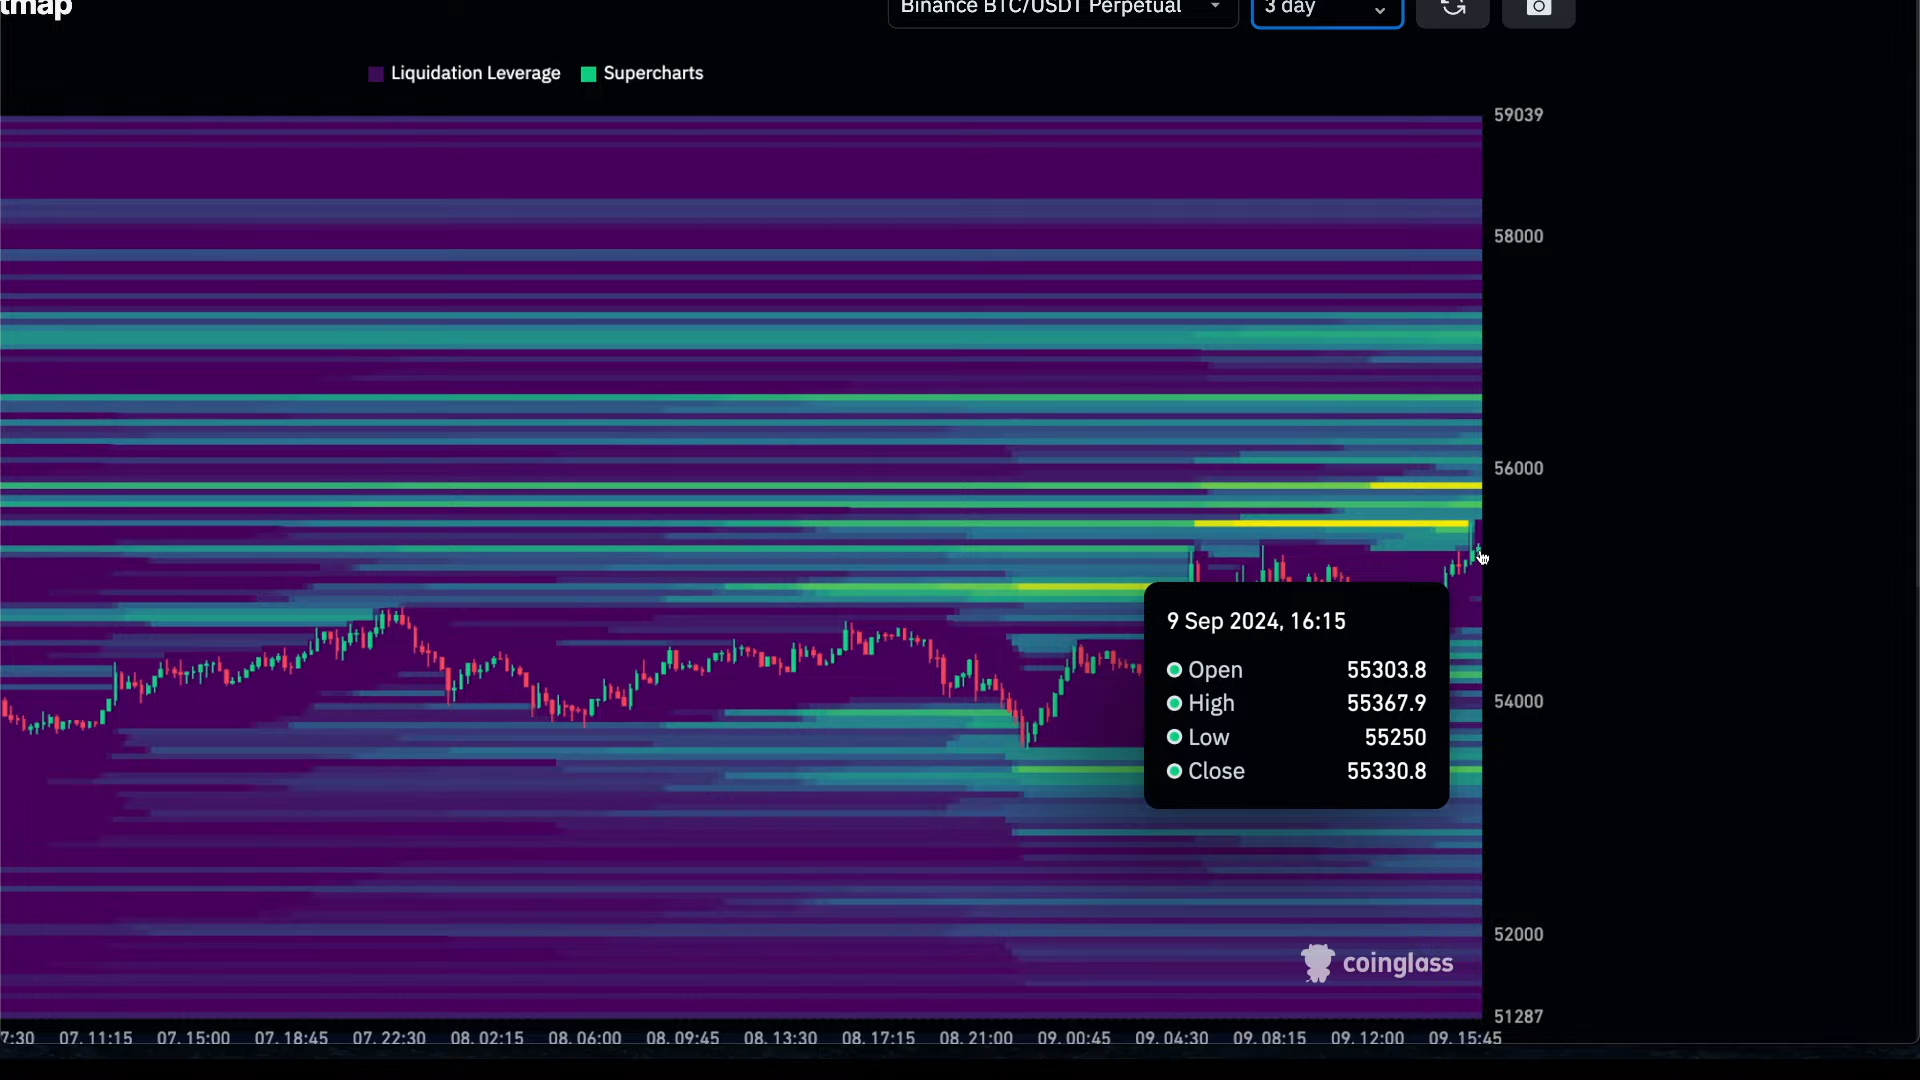 tmap
Binance BTC/USDT Perpetual
3 day
Liquidation Leverage
Supercharts
59039
58000
56000
54000
52000
51287
9 Sep 2024, 16:15
Open 55303.8
High 55367.9
Low 55250
Close 55330.8
coinglass
7:30 07. 11:15 07. 15:00 07. 18:45 07. 22:30 08. 02:15 08. 06:00 08. 09:45 08. 13:30 08. 17:15 08. 21:00 09. 00:45 09. 04:30 09. 08:15 09. 12:00 09. 15:45